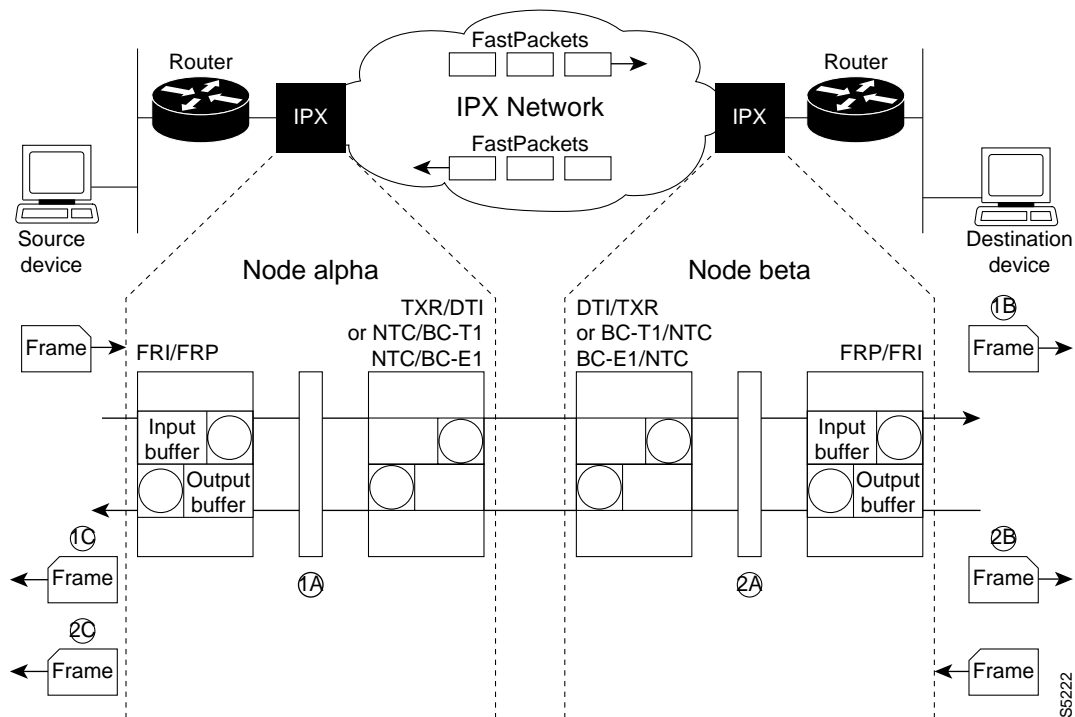 FastPackets
Router
Router
IPX
IPX Network
IPX
FastPackets
Source
device
Destination
device
Node alpha
Node beta
Frame
FRI/FRP
TXR/DTI
or NTC/BC-T1
NTC/BC-E1
DTI/TXR
or BC-T1/NTC
BC-E1/NTC
FRP/FRI
1B
Frame
Input
buffer
Output
buffer
Input
buffer
Output
buffer
1C
Frame
1A
2A
2B
Frame
2C
Frame
Frame
S5222